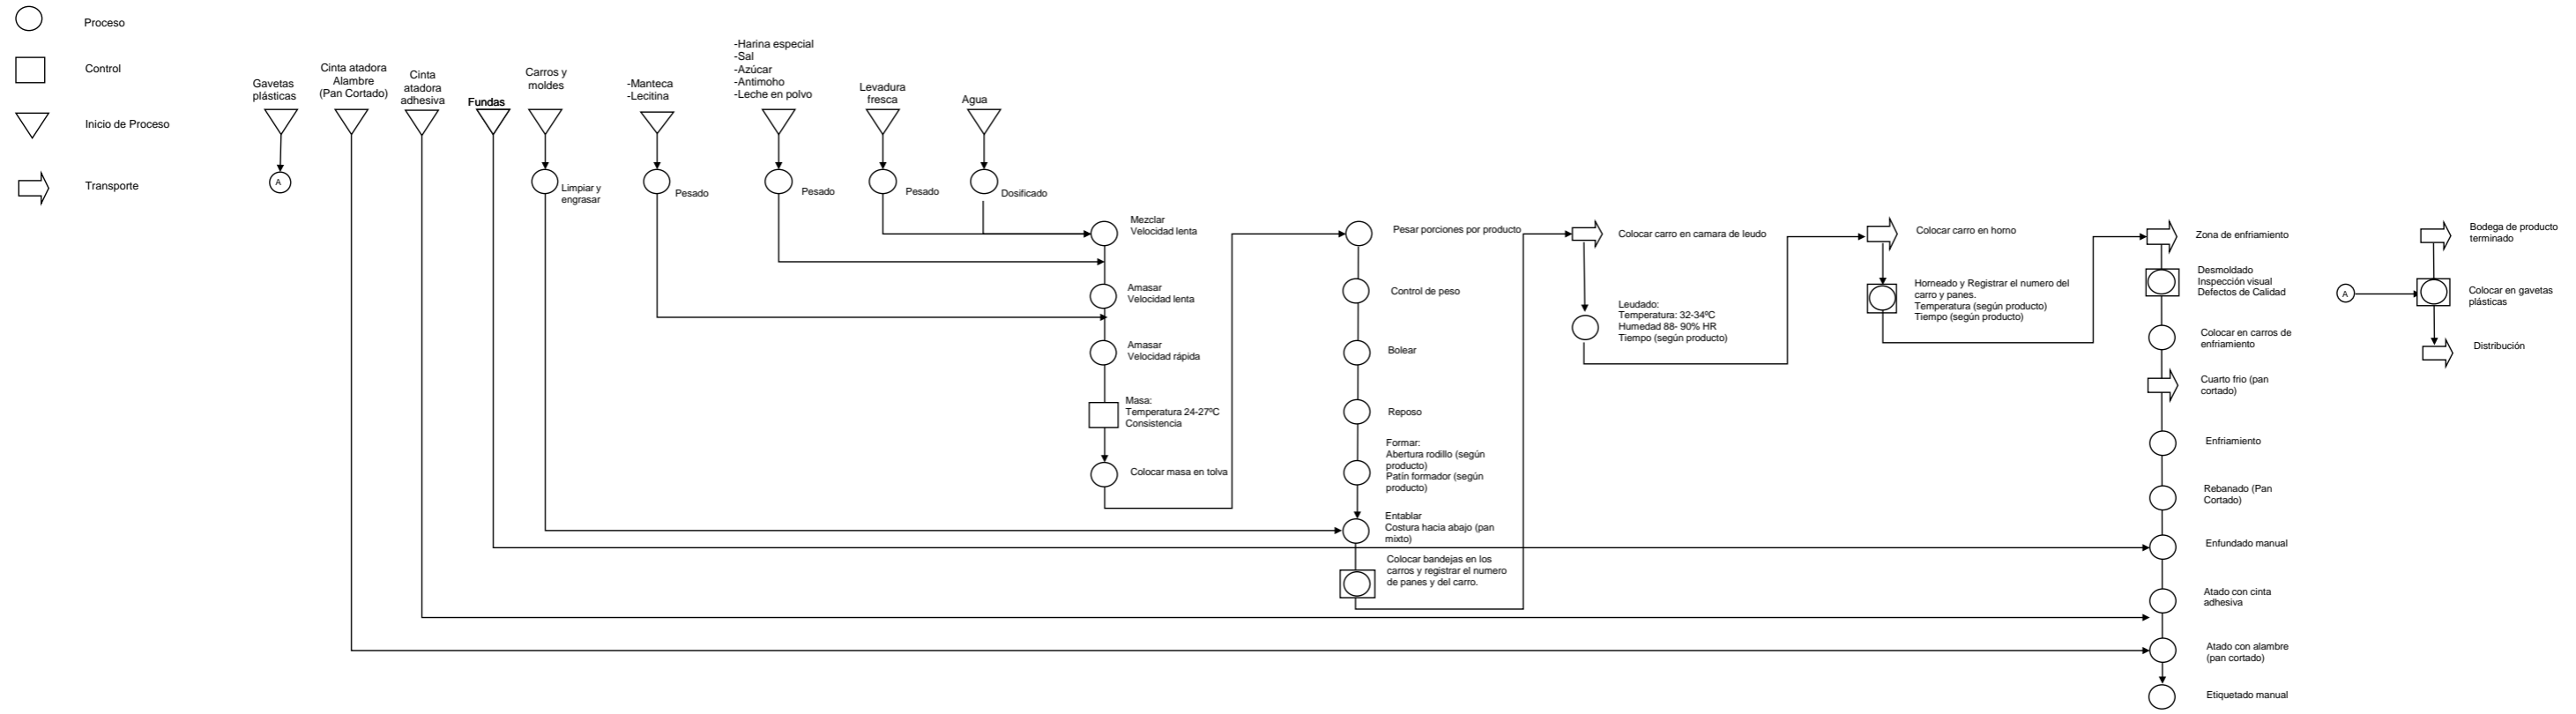 Proceso
Control
Inicio de Proceso
Transporte
Gavetas
plásticas
A
Cinta atadora
Alambre
(Pan Cortado)
Cinta
atadora
adhesiva
Fundas
Carros y
moldes
Limpiar y
engrasar
-Manteca
-Lecitina
Pesado
-Harina especial
-Sal
-Azúcar
-Antimoho
-Leche en polvo
Pesado
Levadura
fresca
Pesado
Agua
Dosificado
Mezclar
Velocidad lenta
Amasar
Velocidad lenta
Amasar
Velocidad rápida
Masa:
Temperatura 24-27ºC
Consistencia
Colocar masa en tolva
Pesar porciones por producto
Control de peso
Bolear
Reposo
Formar:
Abertura rodillo (según
producto)
Patín formador (según
producto)
Entablar
Costura hacia abajo (pan
mixto)
Colocar bandejas en los
carros y registrar el numero
de panes y del carro.
Colocar carro en camara de leudo
Leudado:
Temperatura: 32-34ºC
Humedad 88- 90% HR
Tiempo (según producto)
Colocar carro en horno
Horneado y Registrar el numero del
carro y panes.
Temperatura (según producto)
Tiempo (según producto)
Zona de enfriamiento
Desmoldado
Inspección visual
Defectos de Calidad
Colocar en carros de
enfriamiento
Cuarto frio (pan
cortado)
Enfriamiento
Rebanado (Pan
Cortado)
Enfundado manual
Atado con cinta
adhesiva
Atado con alambre
(pan cortado)
Etiquetado manual
A
Bodega de producto
terminado
Colocar en gavetas
plásticas
Distribución